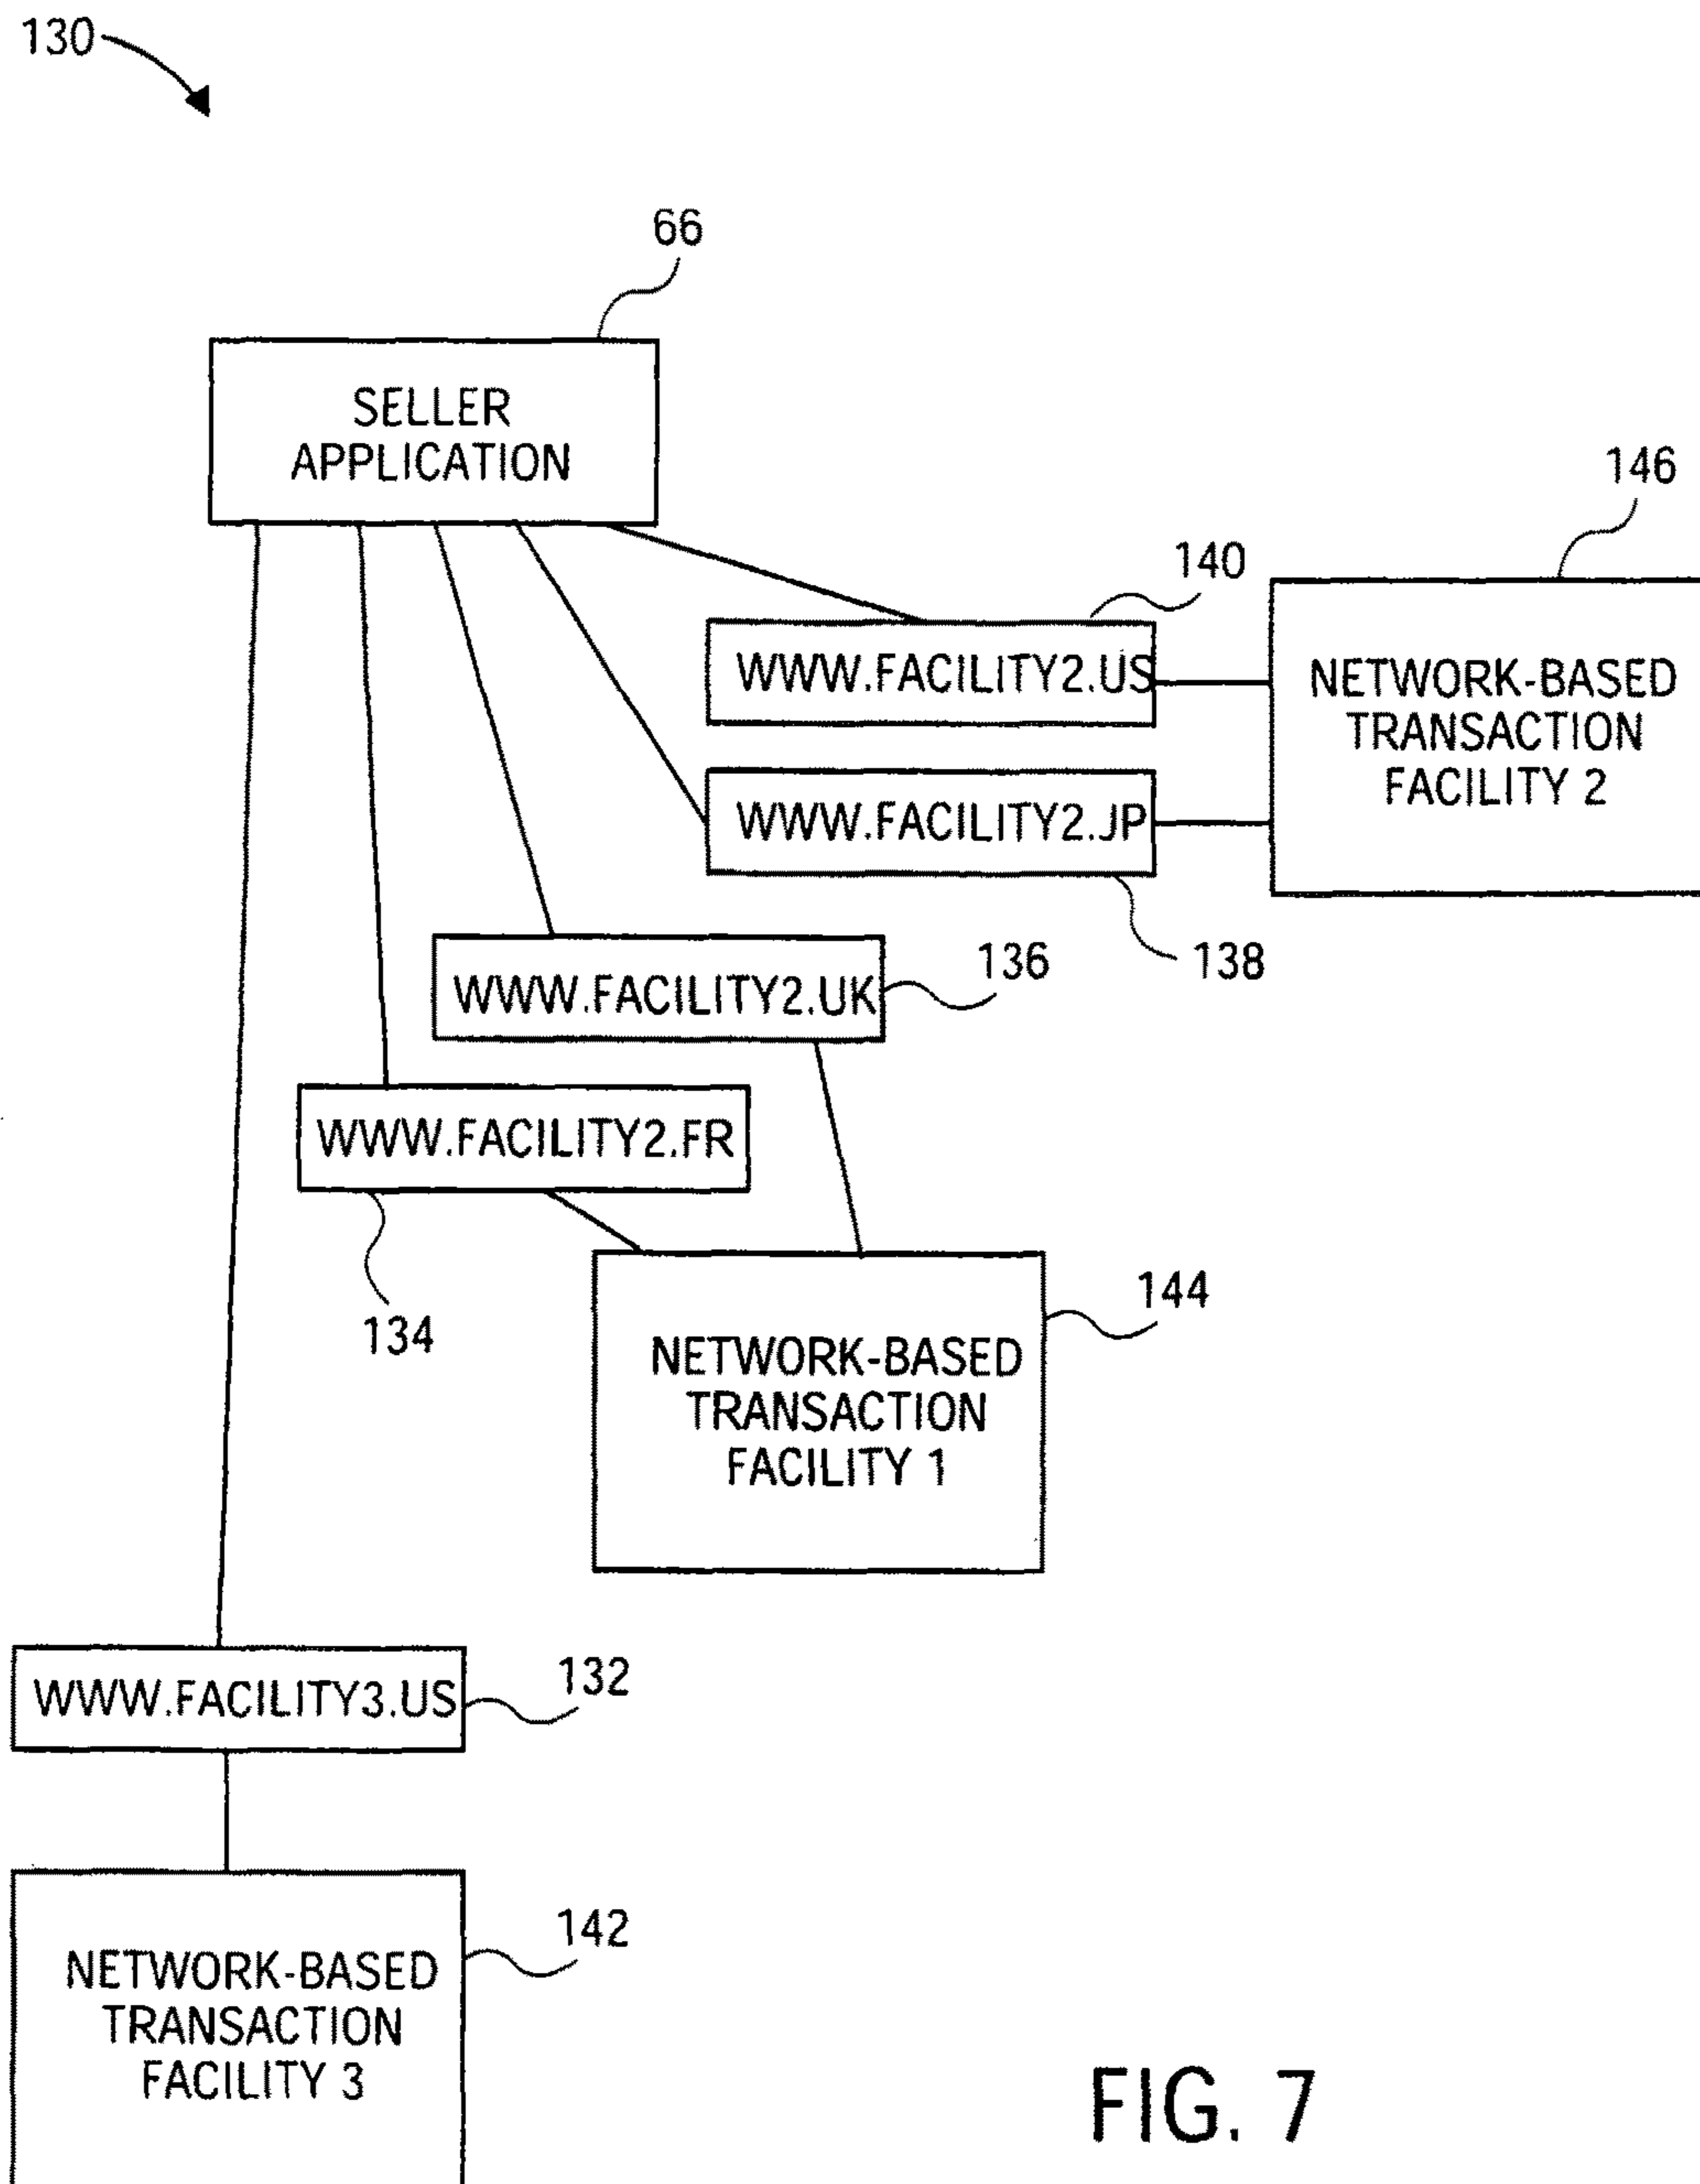 130
66
SELLER
APPLICATION
146
140
WWW.FACILITY2.US
NETWORK-BASED
TRANSACTION
FACILITY 2
WWW.FACILITY2.JP
138
WWW.FACILITY2.UK
136
WWW.FACILITY2.FR
134
144
NETWORK-BASED
TRANSACTION
FACILITY 1
WWW.FACILITY3.US
132
142
NETWORK-BASED
TRANSACTION
FACILITY 3
FIG. 7